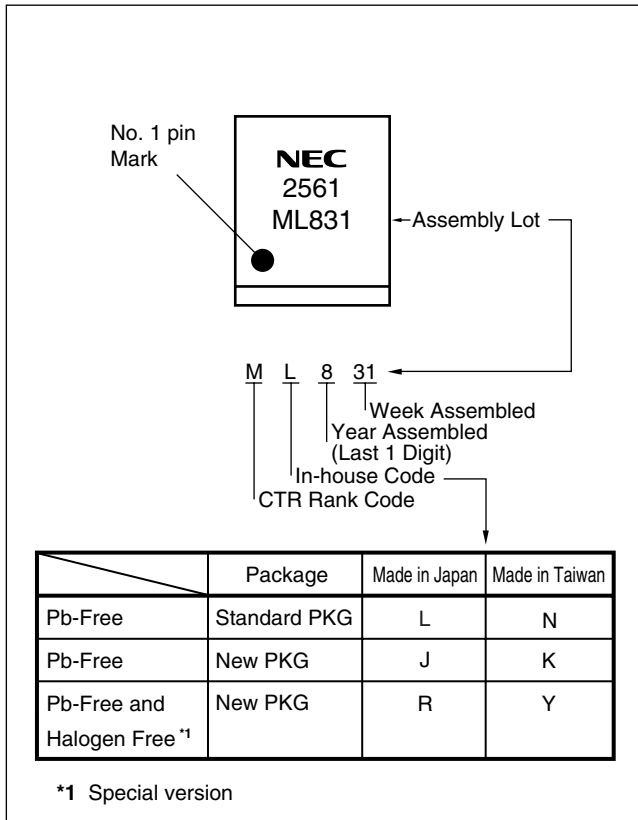 No. 1 pin
Mark
NEC
2561
ML831
Assembly Lot
M L 8 31
Week Assembled
Year Assembled
(Last 1 Digit)
In-house Code
CTR Rank Code
Package Made in Japan Made in Taiwan
Pb-Free Standard PKG L N
Pb-Free New PKG J K
Pb-Free and New PKG R Y
Halogen Free *1
*1 Special version